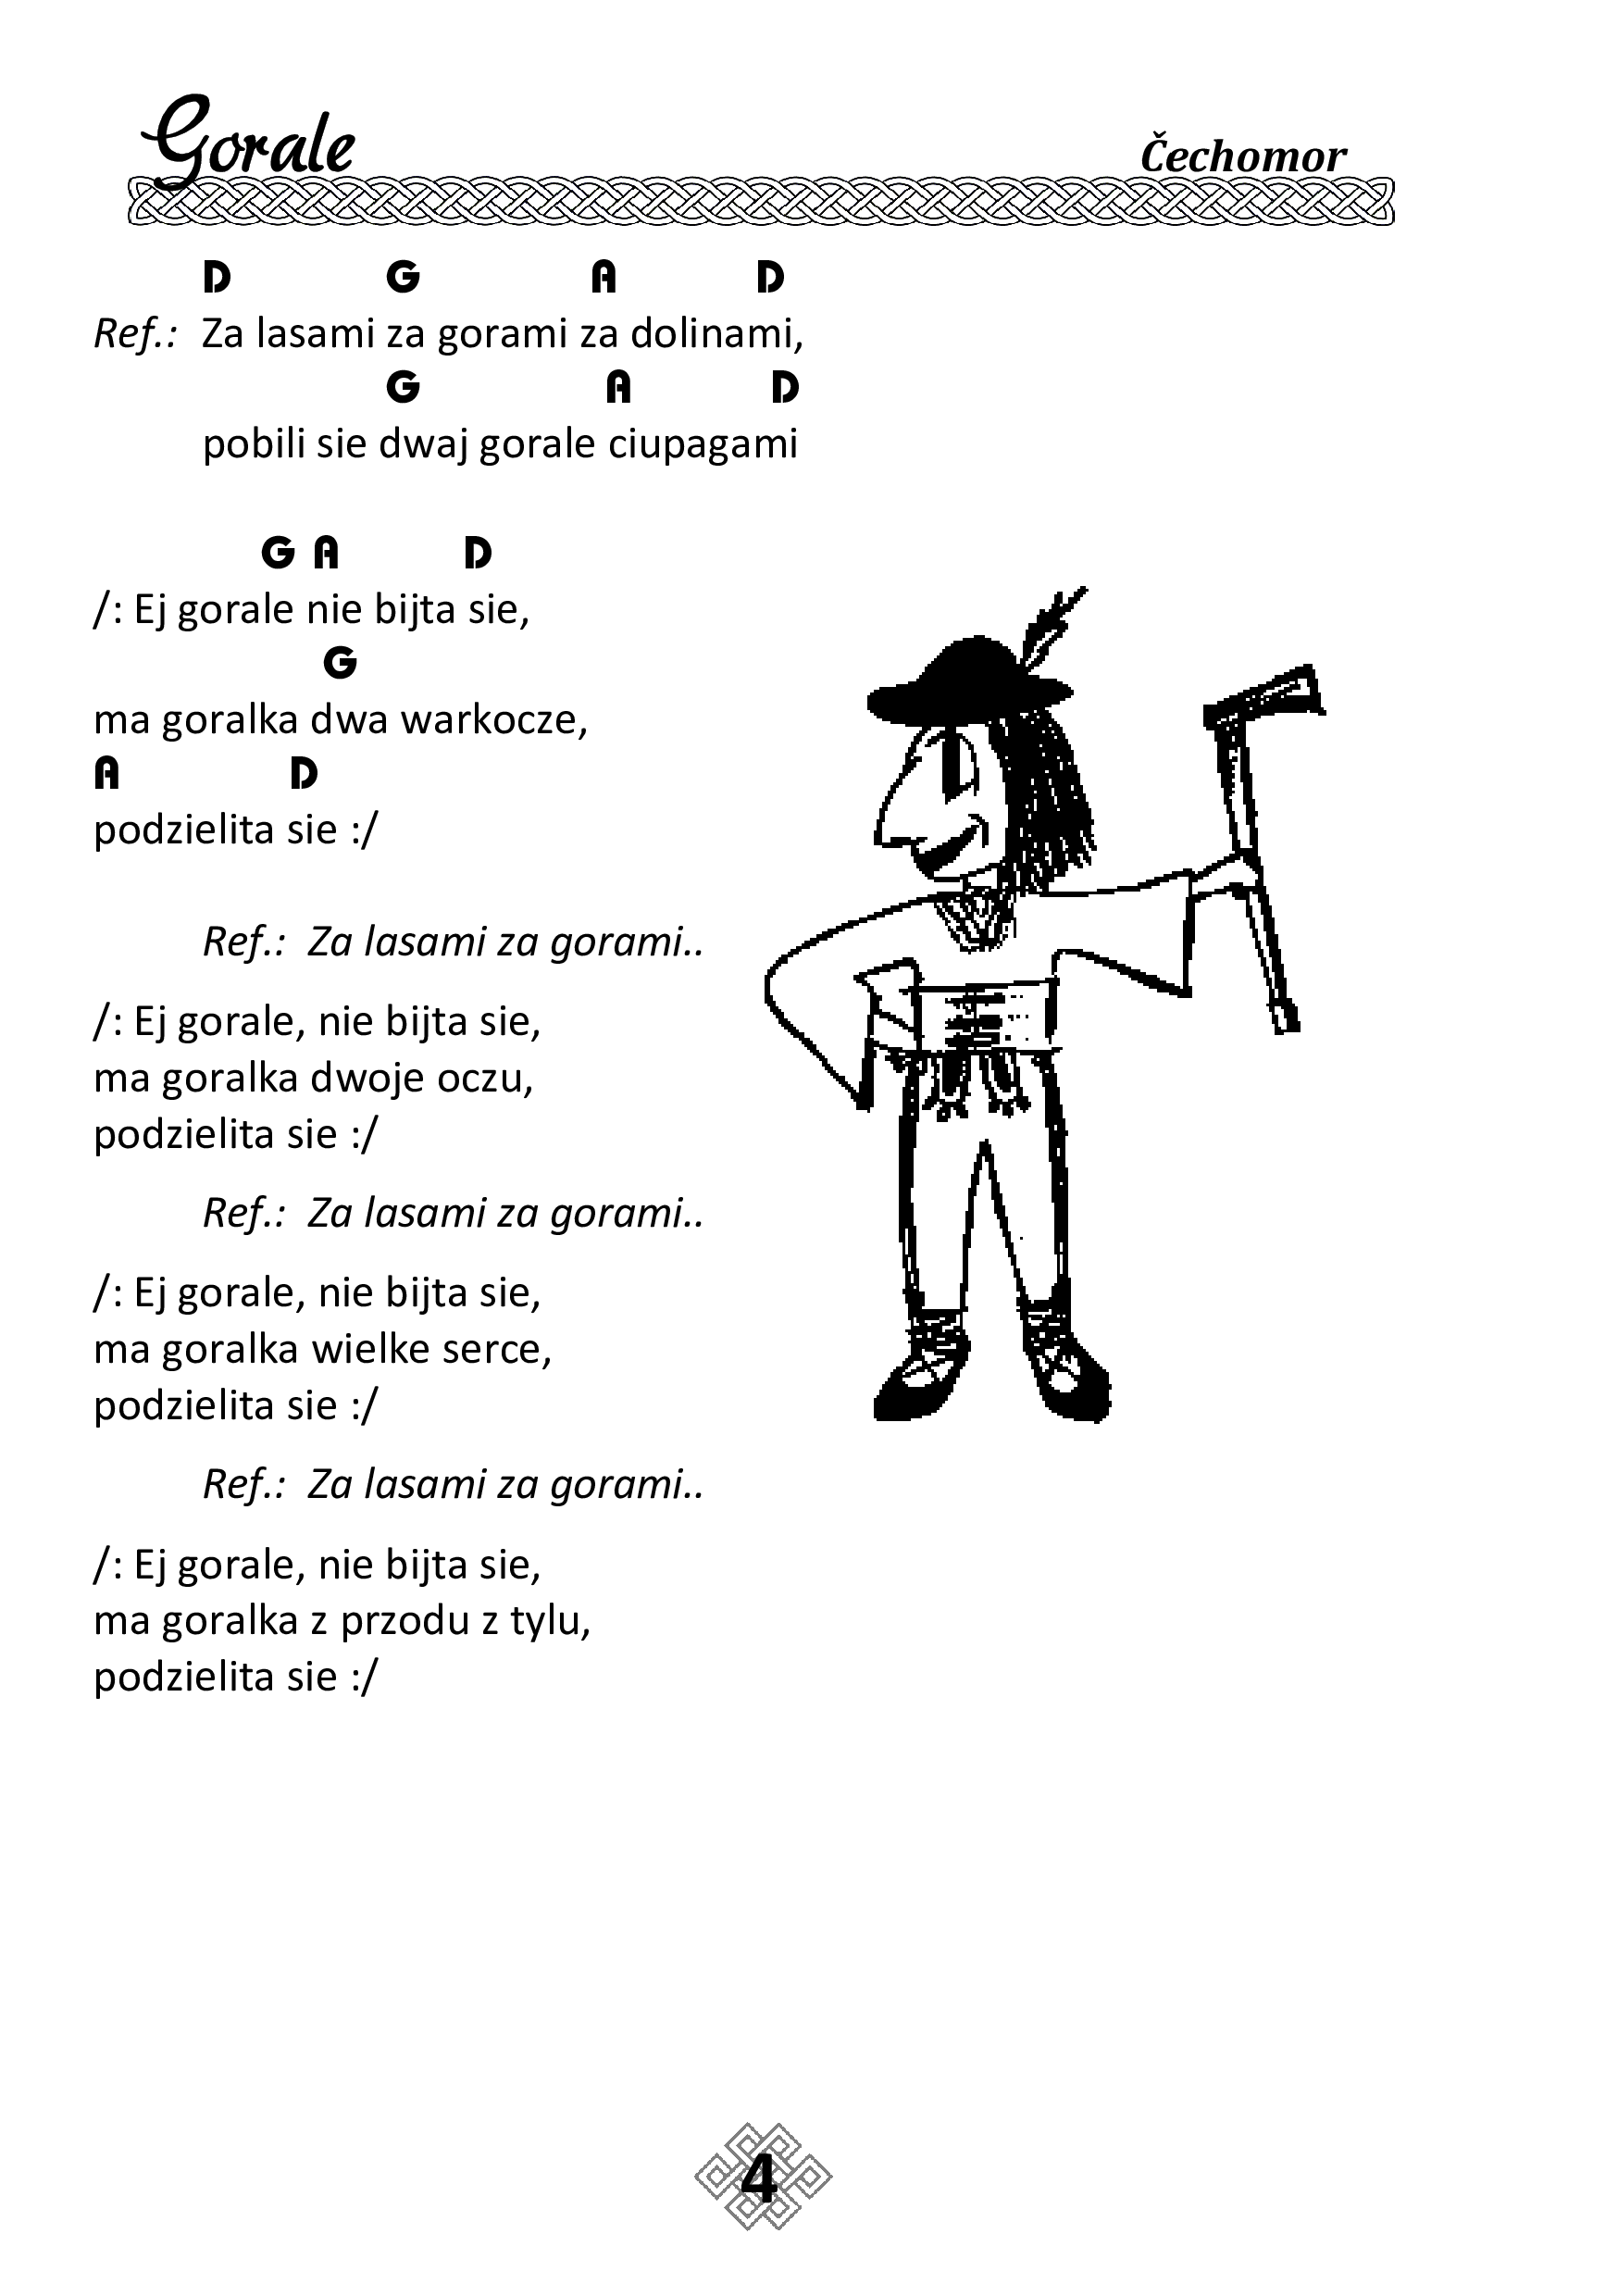 Gorale
Čechomor
D G A D
Ref.: Za lasami za gorami za dolinami,
G A D
pobili sie dwaj gorale ciupagami
G A D
/: Ej gorale nie bijta sie,
G
ma goralka dwa warkocze,
A D
podzielita sie :/
Ref.: Za lasami za gorami..
/: Ej gorale, nie bijta sie,
ma goralka dwoje oczu,
podzielita sie :/
Ref.: Za lasami za gorami..
/: Ej gorale, nie bijta sie,
ma goralka wielke serce,
podzielita sie :/
Ref.: Za lasami za gorami..
/: Ej gorale, nie bijta sie,
ma goralka z przodu z tylu,
podzielita sie :/
4